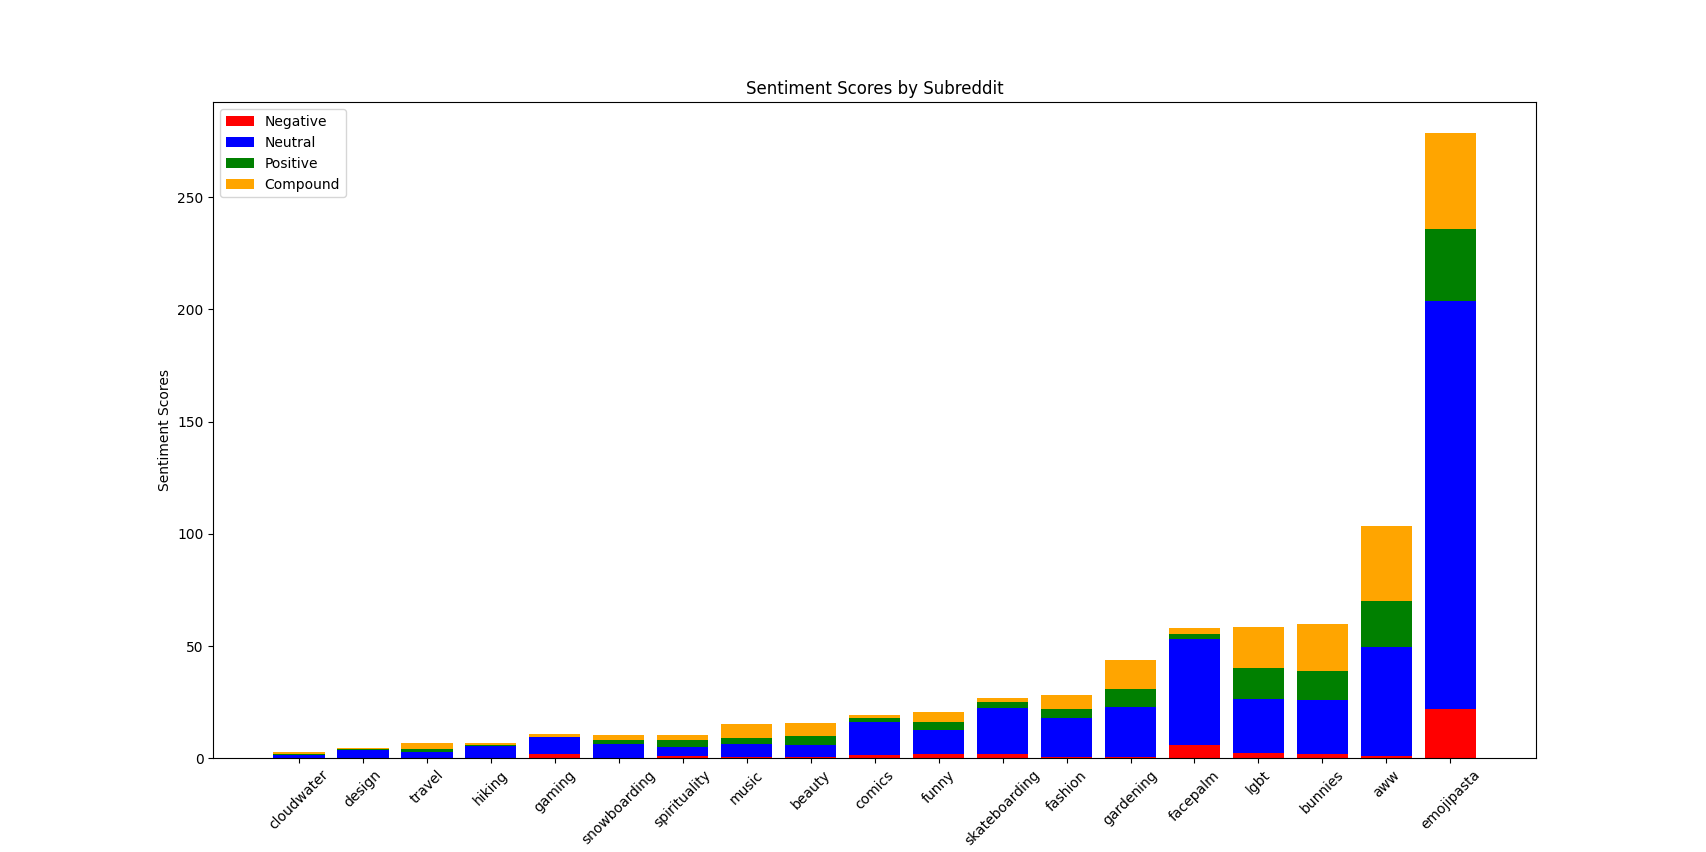 Sentiment Scores by Subreddit
Negative
Neutral
Positive
Compound
Sentiment Scores
250
200
150
100
50
0
cloudwater
design
travel
hiking
gaming
snowboarding
spirituality
music
beauty
comics
funny
skateboarding
fashion
gardening
facepalm
lgbt
bunnies
aww
emojipasta